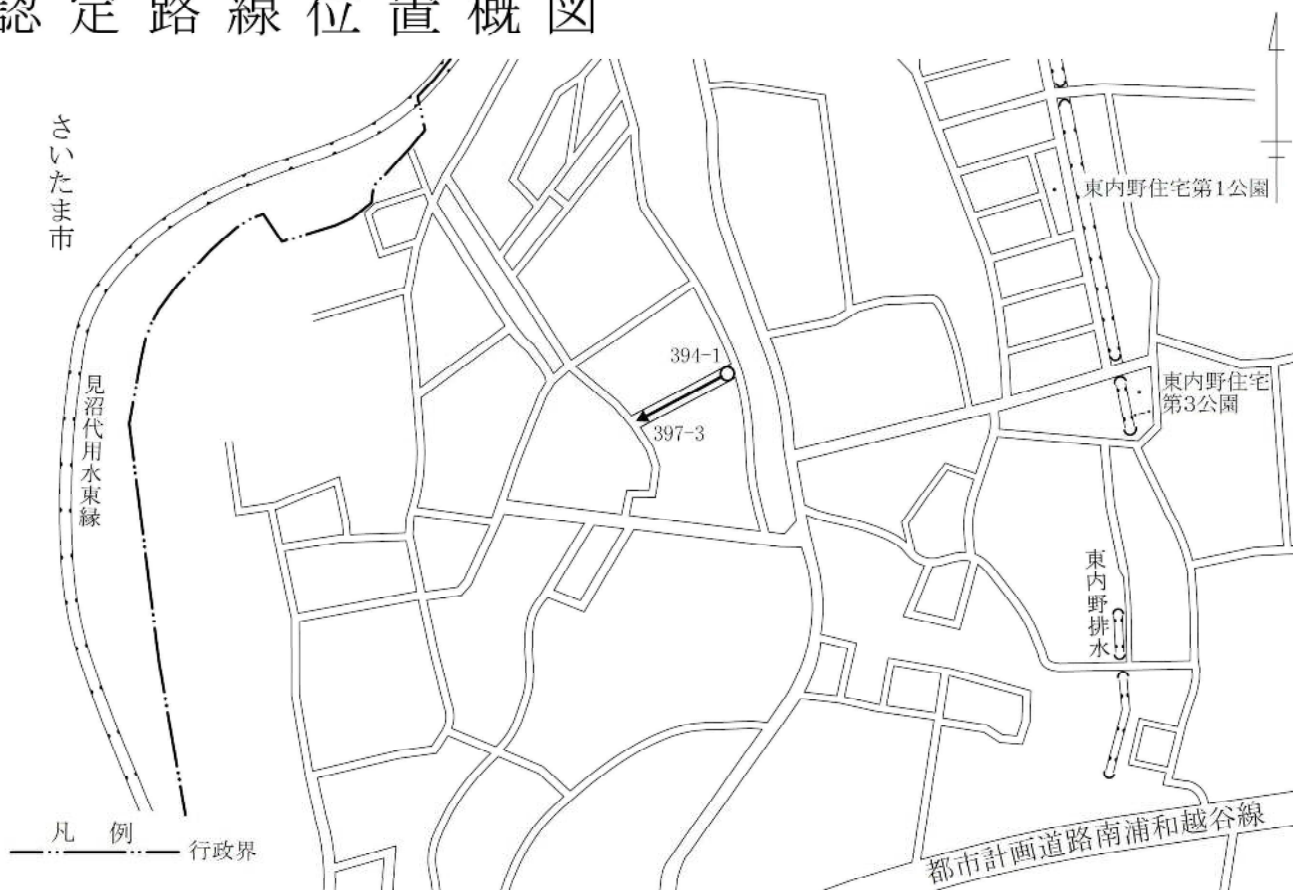 認定路線位置概図
さいたま市
東内野住宅第1公園
394-1
397-3
東内野住宅
第3公園
見沼代用水東縁
東内野排水
都市計画道路南浦和越谷線
凡例
行政界